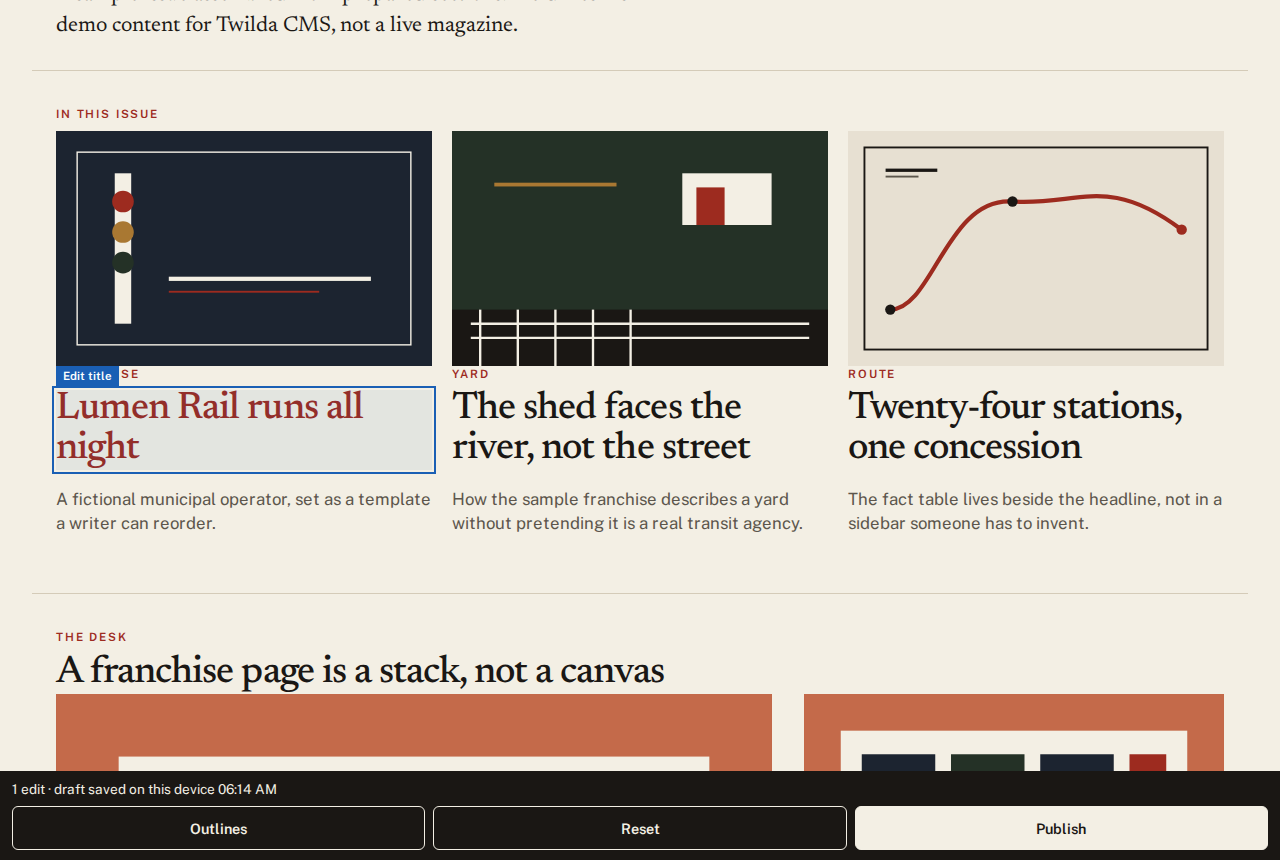 demo content for Twilda CMS, not a live magazine.
IN THIS ISSUE
Edit title
SE
Lumen Rail runs all
night
A fictional municipal operator, set as a template
a writer can reorder.
YARD
The shed faces the
river, not the street
How the sample franchise describes a yard
without pretending it is a real transit agency.
ROUTE
Twenty-four stations,
one concession
The fact table lives beside the headline, not in a
sidebar someone has to invent.
THE DESK
A franchise page is a stack, not a canvas
1 edit · draft saved on this device 06:14 AM
Outlines
Reset
Publish